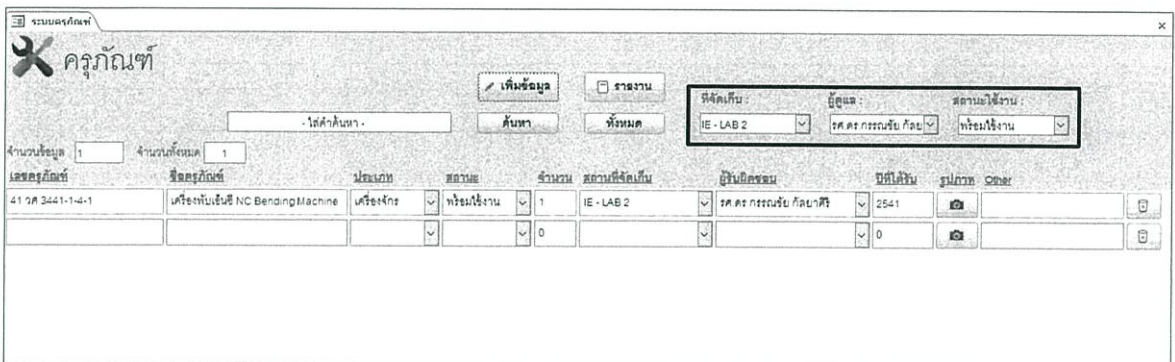 ระบบครุภัณฑ์
ครุภัณฑ์
เพิ่มข้อมูล รายงาน
ที่จัดเก็บ : ผู้ดูแล : สถานะใช้งาน :
- ใส่คำค้นหา - ค้นหา ทั้งหมด IE - LAB 2 รศ.ดร กรรณชัย กัลย พร้อมใช้งาน
จำนวนข้อมูล 1 จำนวนทั้งหมด 1
เลขครุภัณฑ์ ชื่อครุภัณฑ์ ประเภท สถานะ จำนวน สถานที่จัดเก็บ ผู้รับผิดชอบ ปีที่ได้รับ รูปภาพ Other
41 วศ 3441-1-4-1 เครื่องพับเอ็นซี NC Bending Machine เครื่องจักร พร้อมใช้งาน 1 IE - LAB 2 รศ.ดร กรรณชัย กัลยาศิริ 2541
0 0